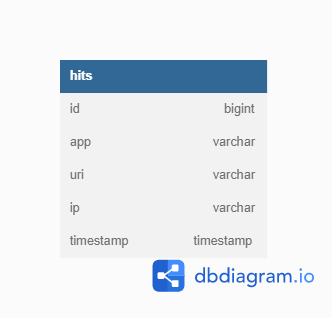 hits
id bigint
app varchar
uri varchar
ip varchar
timestamp timestamp
dbdiagram.io